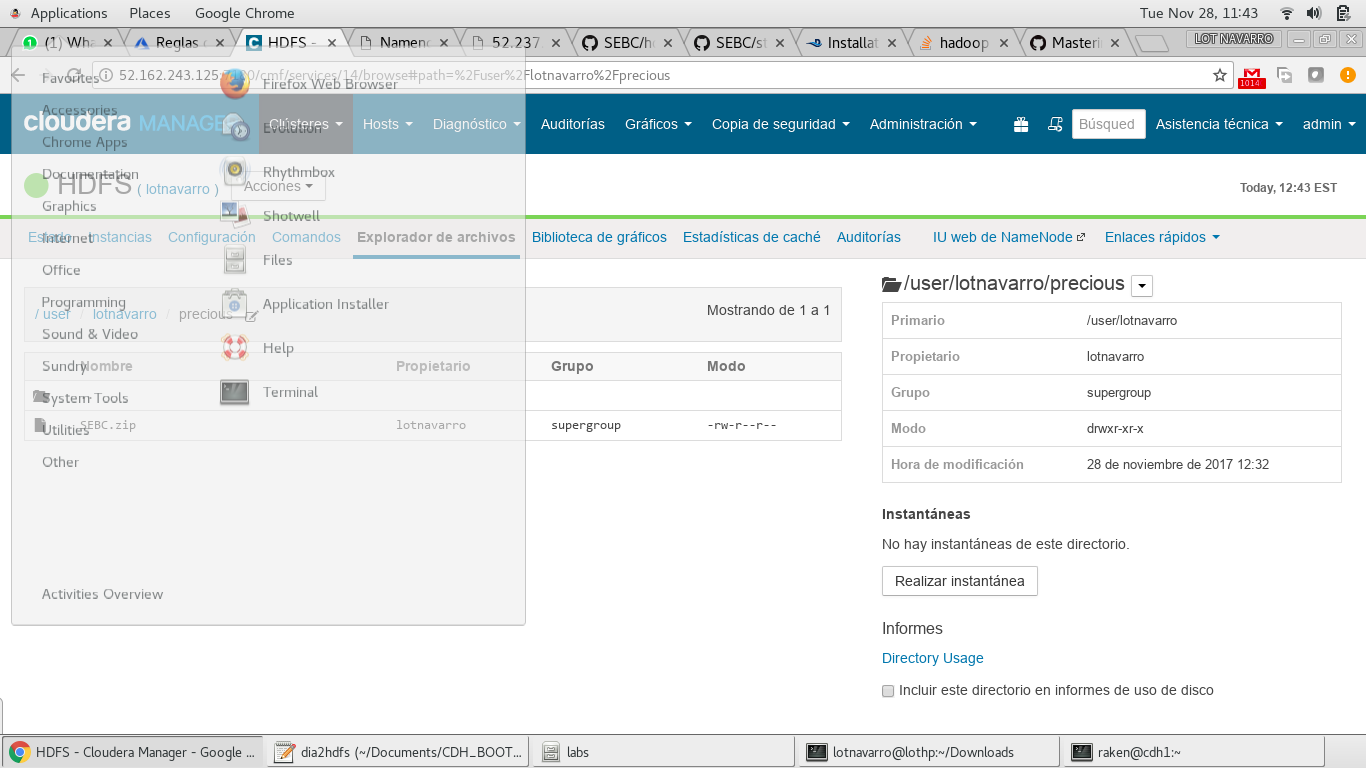 Applications Places Google Chrome Tue Nov 28, 11:43
(1) Wha Reglas HDFS - Namen 52.237 SEBC/h SEBC/s Installat hadoop Masterin LOT NAVARRO
52.162.243.125 /cmf/services/14/browse#path=%2Fuser%2Flotnavarro%2Fprecious 1014
cloudera MANAGE Clústeres Hosts Diagnóstico Auditorías Gráficos Copia de seguridad Administración Búsqued Asistencia técnica admin
HDFS ( lotnavarro ) Acciones Today, 12:43 EST
Estado Instancias Configuración Comandos Explorador de archivos Biblioteca de gráficos Estadísticas de caché Auditorías IU web de NameNode Enlaces rápidos
/ user / lotnavarro / precious Mostrando de 1 a 1
Nombre Propietario Grupo Modo
..
SEBC.zip lotnavarro supergroup -rw-r--r--
Favorites
Accessories
Chrome Apps
Documentation
Graphics
Internet
Office
Programming
Sound & Video
Sundry
System Tools
Utilities
Other
Activities Overview
Firefox Web Browser
Evolution
Rhythmbox
Shotwell
Files
Application Installer
Help
Terminal
/user/lotnavarro/precious
Primario /user/lotnavarro
Propietario lotnavarro
Grupo supergroup
Modo drwxr-xr-x
Hora de modificación 28 de noviembre de 2017 12:32
Instantáneas
No hay instantáneas de este directorio.
Realizar instantánea
Informes
Directory Usage
Incluir este directorio en informes de uso de disco
HDFS - Cloudera Manager - Google ... dia2hdfs (~/Documents/CDH_BOOT... labs lotnavarro@lothp:~/Downloads raken@cdh1:~